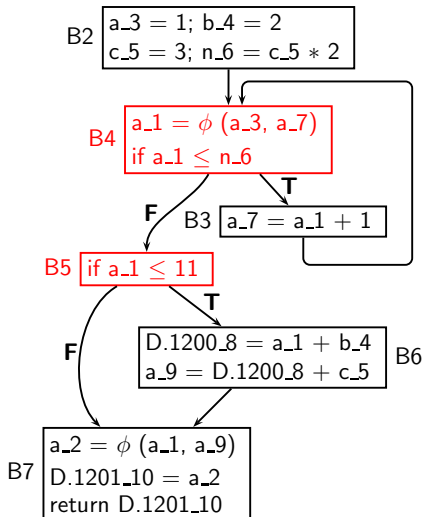 B2
a_3 = 1; b_4 = 2
c_5 = 3; n_6 = c_5 * 2
B4
a_1 = ϕ (a_3, a_7)
if a_1 ≤ n_6
F
T
B3
a_7 = a_1 + 1
B5
if a_1 ≤ 11
F
T
B6
D.1200_8 = a_1 + b_4
a_9 = D.1200_8 + c_5
B7
a_2 = ϕ (a_1, a_9)
D.1201_10 = a_2
return D.1201_10